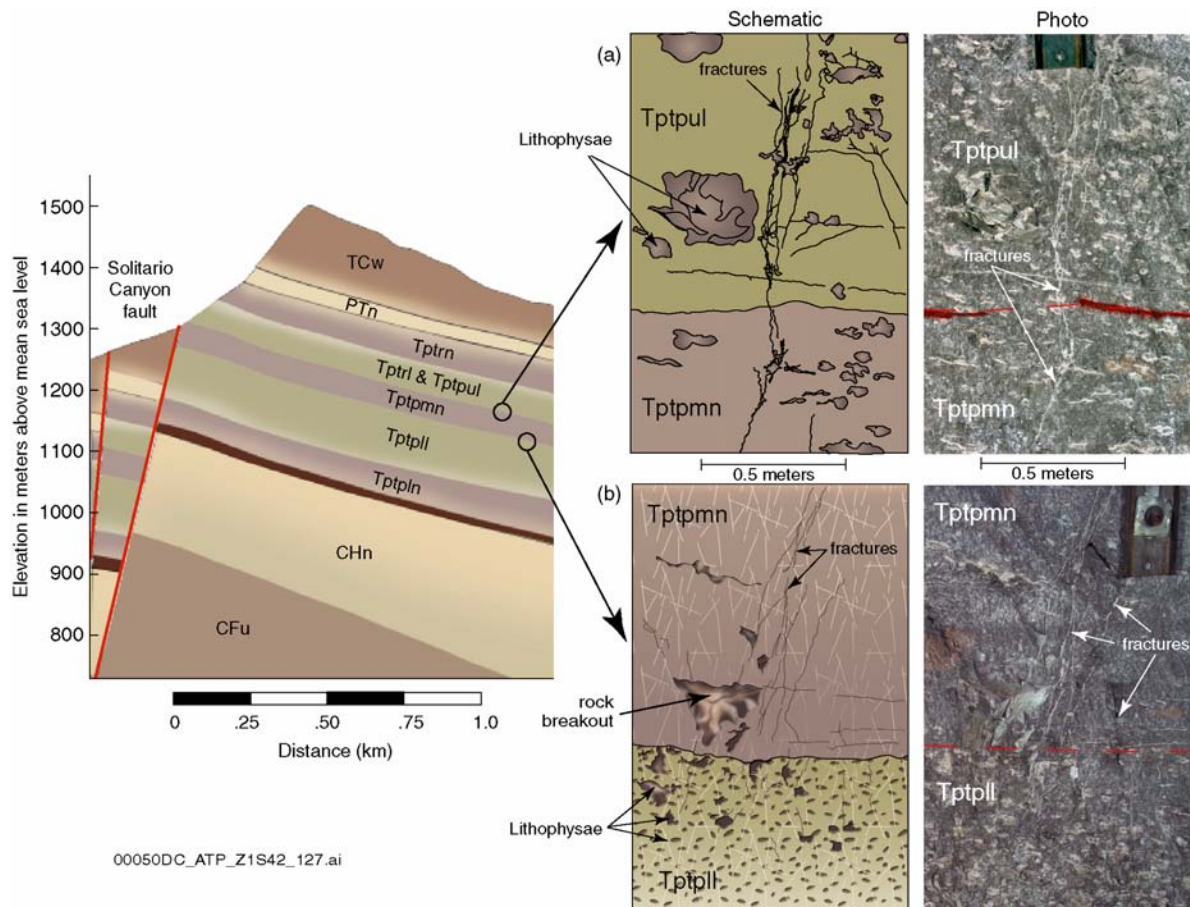 Schematic
Photo
(a)
fractures
Tptpul
Lithophysae
Tptpmn
0.5 meters
Tptpul
fractures
Tptpmn
0.5 meters
1500
1400
1300
1200
1100
1000
900
800
Elevation in meters above mean sea level
Solitario
Canyon
fault
TCw
PTn
Tptrn
Tptrl & Tptpul
Tptpmn
Tptpll
Tptpln
CHn
CFu
0 .25 .50 .75 1.0
Distance (km)
(b)
Tptpmn
fractures
rock
breakout
Lithophysae
Tptpll
Tptpmn
fractures
Tptpll
00050DC_ATP_Z1S42_127.ai